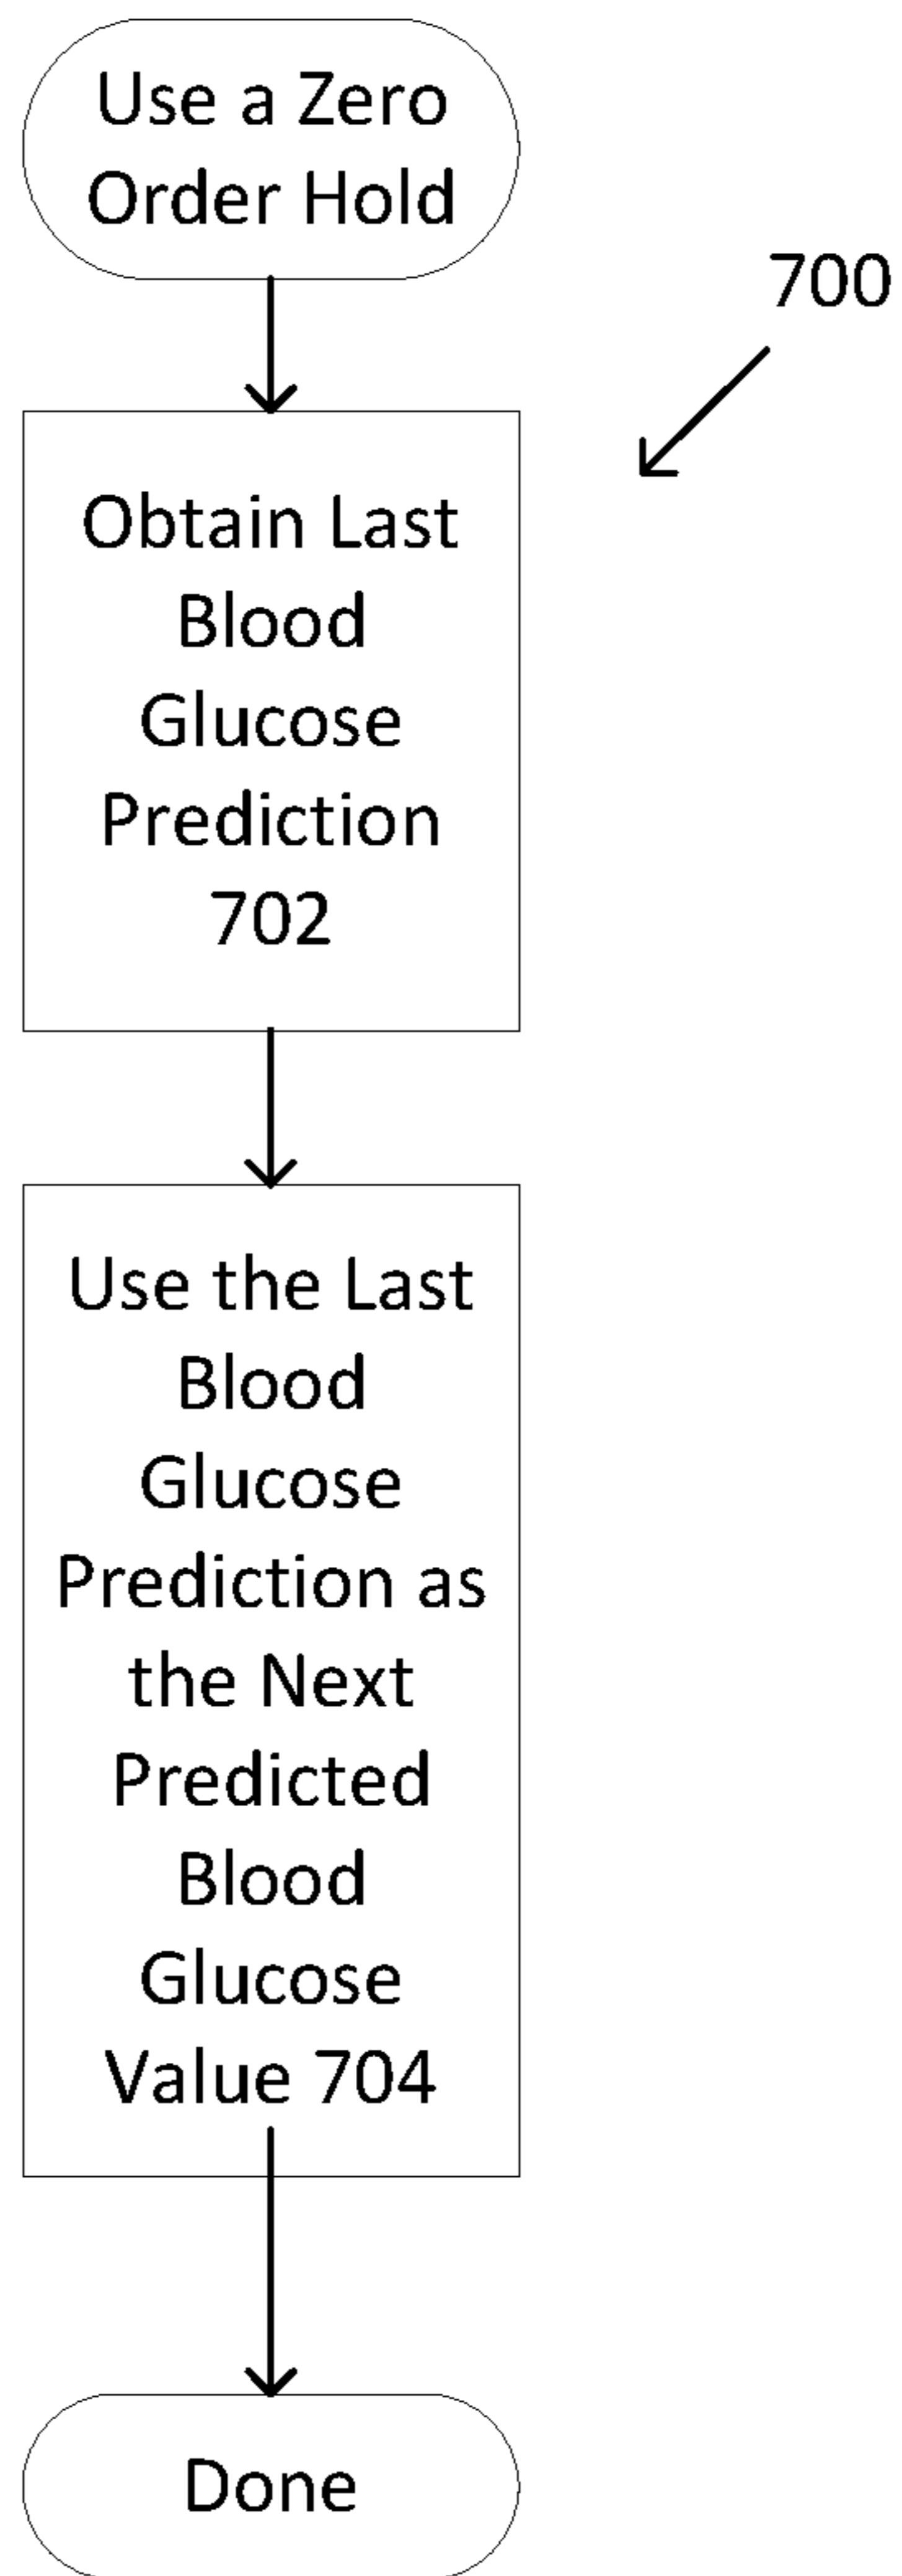 Use a Zero
Order Hold
700
Obtain Last
Blood
Glucose
Prediction
702
Use the Last
Blood
Glucose
Prediction as
the Next
Predicted
Blood
Glucose
Value 704
Done